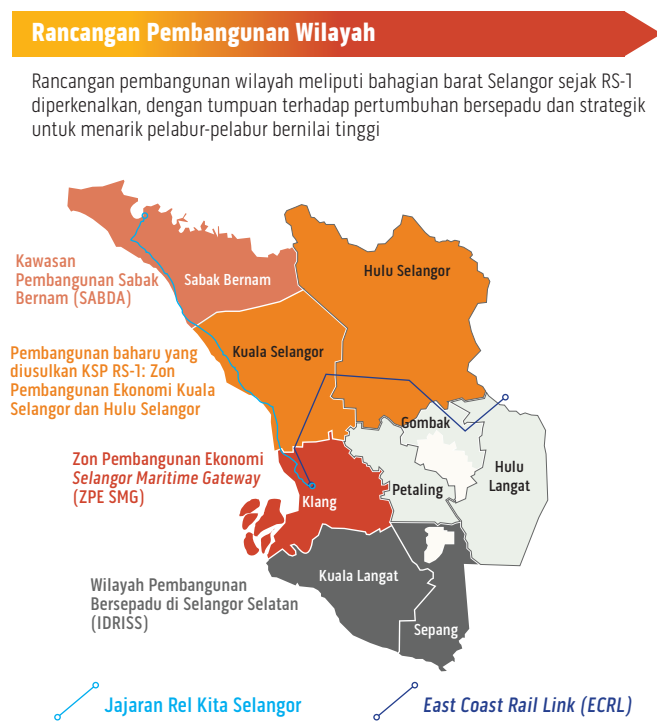 Rancangan Pembangunan Wilayah
Rancangan pembangunan wilayah meliputi bahagian barat Selangor sejak RS-1
diperkenalkan, dengan tumpuan terhadap pertumbuhan bersepadu dan strategik
untuk menarik pelabur-pelabur bernilai tinggi
Kawasan
Pembangunan Sabak
Bernam (SABDA)
Sabak Bernam
Hulu Selangor
Pembangunan baharu yang
diusulkan KSP RS-1: Zon
Pembangunan Ekonomi Kuala
Selangor dan Hulu Selangor
Kuala Selangor
Gombak
Hulu
Langat
Petaling
Zon Pembangunan Ekonomi
Selangor Maritime Gateway
(ZPE SMG)
Klang
Wilayah Pembangunan
Bersepadu di Selangor Selatan
(IDRISS)
Kuala Langat
Sepang
Jajaran Rel Kita Selangor
East Coast Rail Link (ECRL)